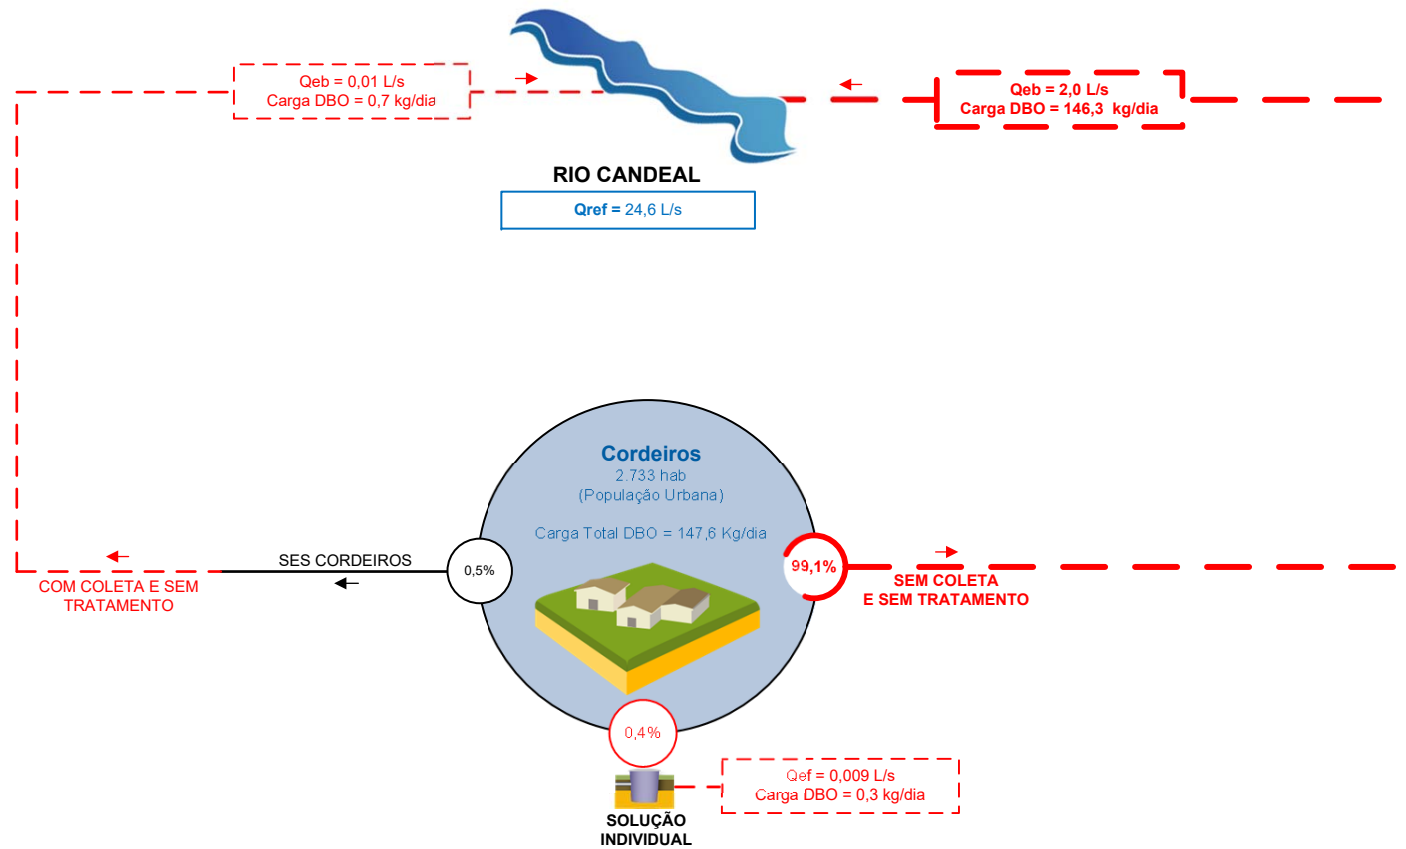 Qeb = 0,01 L/s
Carga DBO = 0,7 kg/dia
Qeb = 2,0 L/s
Carga DBO = 146,3 kg/dia
RIO CANDEAL
Qref = 24,6 L/s
Cordeiros
2.733 hab
(População Urbana)
Carga Total DBO = 147,6 Kg/dia
SES CORDEIROS
0,5%
99,1%
COM COLETA E SEM
TRATAMENTO
SEM COLETA
E SEM TRATAMENTO
0,4%
Qef = 0,009 L/s
Carga DBO = 0,3 kg/dia
SOLUÇÃO
INDIVIDUAL